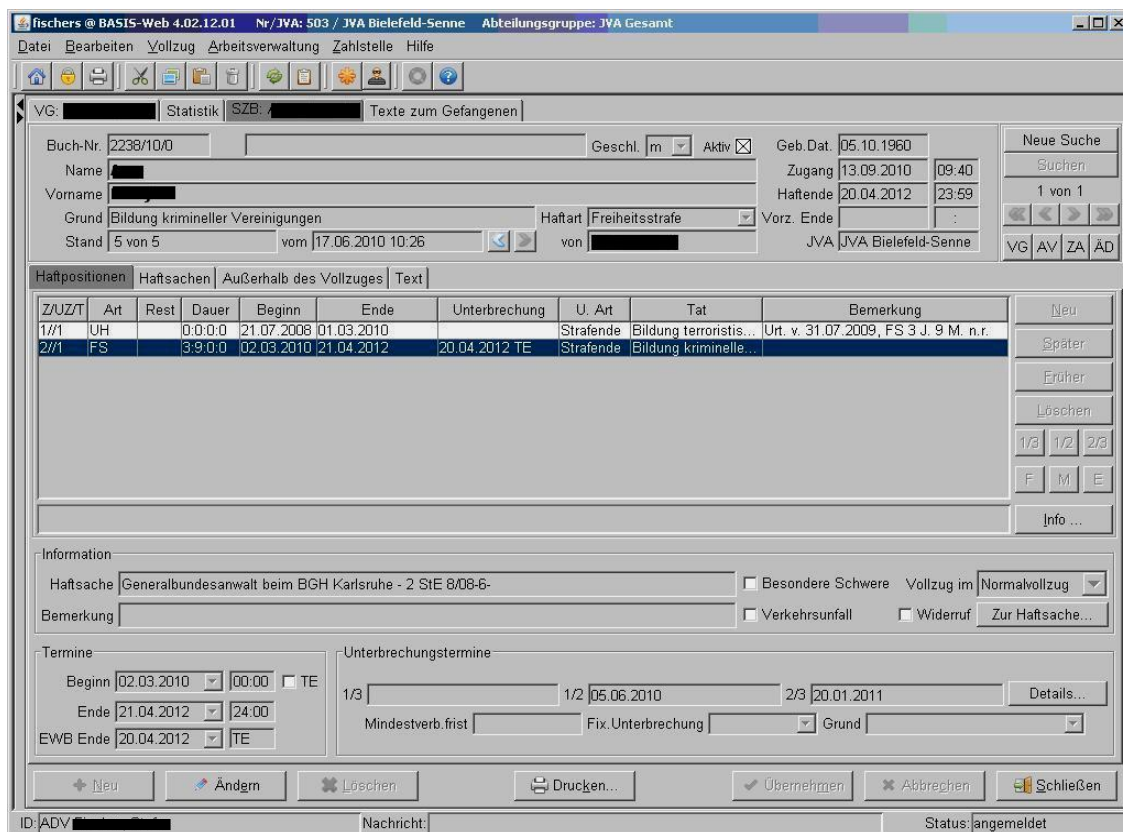 fischers @ BASIS-Web 4.02.12.01 Nr/JVA: 503 / JVA Bielefeld-Senne Abteilungsgruppe: JVA Gesamt
Datei Bearbeiten Vollzug Arbeitsverwaltung Zahlstelle Hilfe
VG: Statistik SZB: Texte zum Gefangenen
Buch-Nr. 2238/10/0 Geschl. m Aktiv Geb.Dat. 05.10.1960 Neue Suche
Name Zugang 13.09.2010 09:40 Suchen
Vorname Haftende 20.04.2012 23:59 1 von 1
Grund Bildung krimineller Vereinigungen Haftart Freiheitsstrafe Vorz. Ende :
Stand 5 von 5 vom 17.06.2010 10:26 von JVA JVA Bielefeld-Senne VG AV ZA ÄD
Haftpositionen Haftsachen Außerhalb des Vollzuges Text
Z/UZ/T Art Rest Dauer Beginn Ende Unterbrechung U. Art Tat Bemerkung Neu
1//1 UH 0:0:0:0 21.07.2008 01.03.2010 Strafende Bildung terroristis... Urt. v. 31.07.2009, FS 3 J. 9 M. n.r.
2//1 FS 3:9:0:0 02.03.2010 21.04.2012 20.04.2012 TE Strafende Bildung kriminelle... Später
Früher
Löschen
1/3 1/2 2/3
F M E
Info ...
Information
Haftsache Generalbundesanwalt beim BGH Karlsruhe - 2 StE 8/08-6- Besondere Schwere Vollzug im Normalvollzug
Bemerkung Verkehrsunfall Widerruf Zur Haftsache...
Termine Unterbrechungstermine
Beginn 02.03.2010 00:00 TE 1/3 1/2 05.06.2010 2/3 20.01.2011 Details...
Ende 21.04.2012 24:00 Mindestverb.frist Fix.Unterbrechung Grund
EWB Ende 20.04.2012 TE
Neu Ändern Löschen Drucken... Übernehmen Abbrechen Schließen
ID: ADV Nachricht: Status: angemeldet